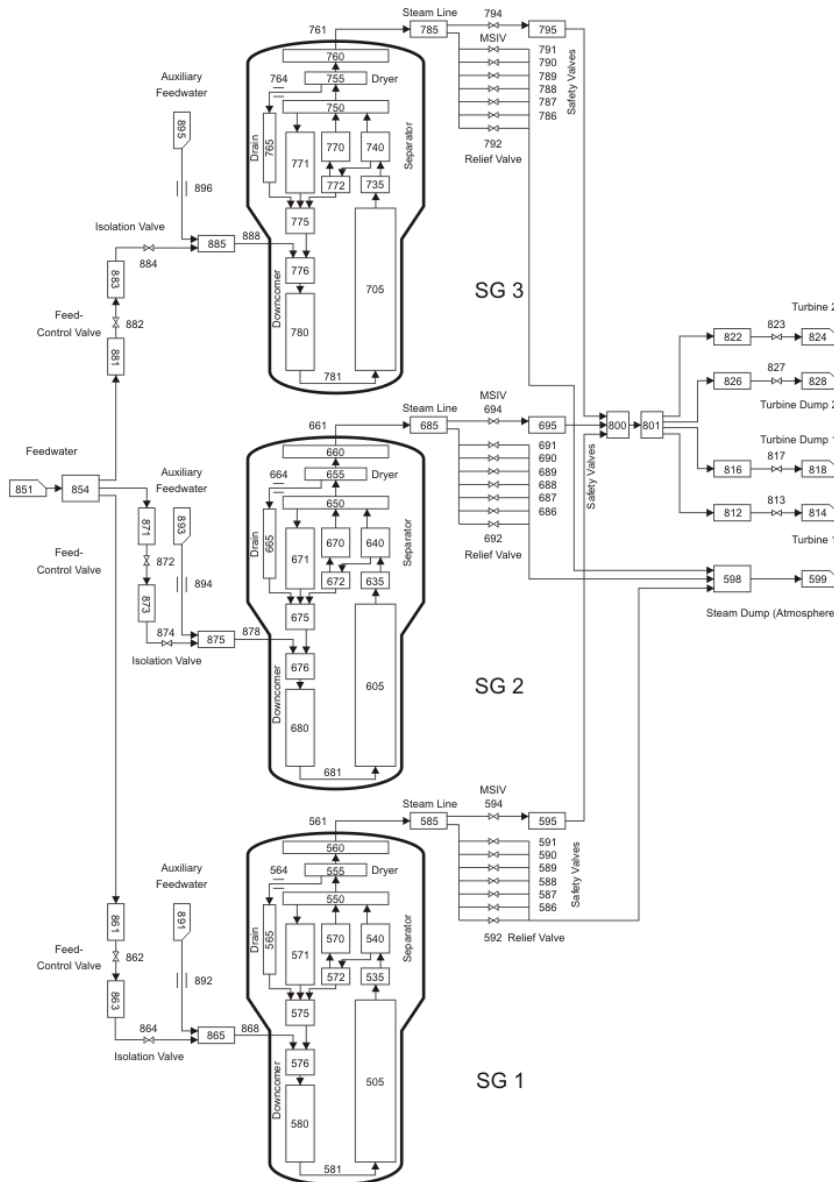 761
Steam Line
794
785
795
MSIV
791
790
789
788
787
786
792
Relief Valve
Safety Valves
760
764
755
Dryer
750
Drain
765
771
770
740
Separator
772
735
775
776
Downcomer
780
705
781
SG 3
Auxiliary
Feedwater
895
896
Isolation Valve
885
888
884
883
Feed-
Control Valve
882
881
Feedwater
851
854
Feed-
Control Valve
871
872
873
Auxiliary
Feedwater
893
894
874
875
878
Isolation Valve
661
Steam Line
MSIV
694
685
695
691
690
689
688
687
686
692
Relief Valve
Safety Valves
660
664
655
Dryer
650
Drain
665
671
670
640
Separator
672
635
675
676
Downcomer
680
605
681
SG 2
Turbine 2
822
823
824
826
827
828
Turbine Dump 2
800
801
Turbine Dump 1
816
817
818
812
813
814
Turbine 1
598
599
Steam Dump (Atmosphere
861
Feed-
Control Valve
862
863
Auxiliary
Feedwater
891
892
864
865
868
Isolation Valve
561
Steam Line
MSIV
594
585
595
591
590
589
588
587
586
592 Relief Valve
Safety Valves
560
564
555
Dryer
550
Drain
565
571
570
540
Separator
572
535
575
576
Downcomer
580
505
581
SG 1